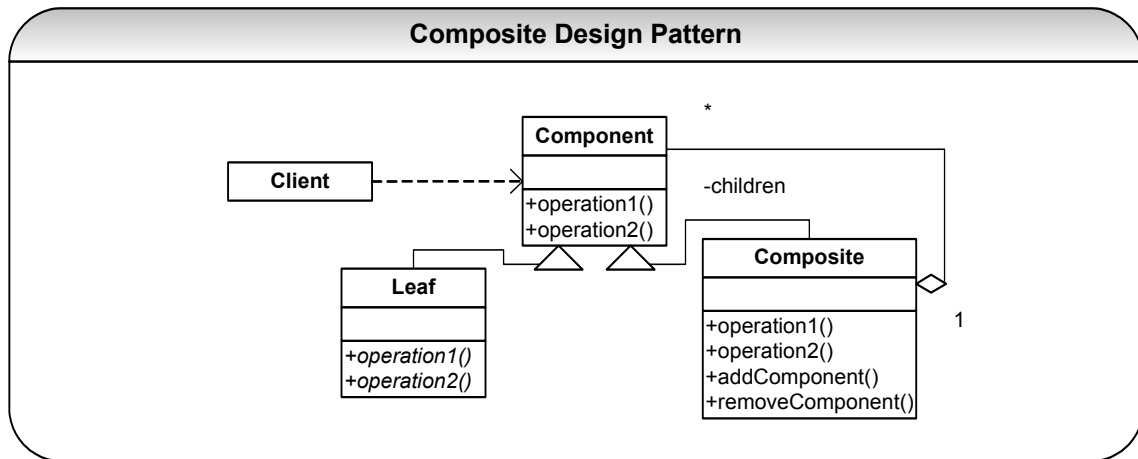 Composite Design Pattern
*
Component
Client
-children
+operation1()
+operation2()
Composite
Leaf
1
+operation1()
+operation2()
+operation1()
+operation2()
+addComponent()
+removeComponent()